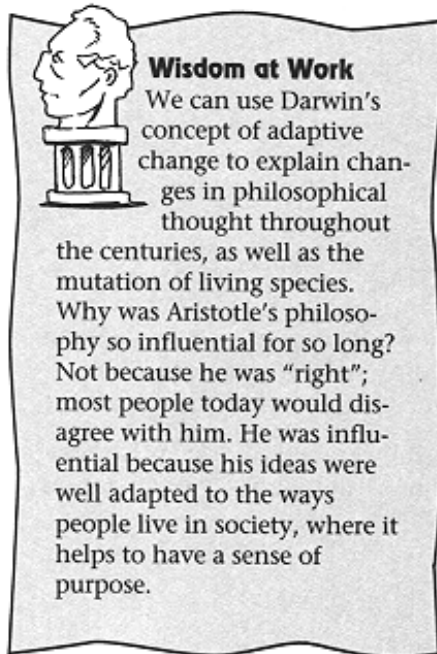 Wisdom at Work
We can use Darwin's
concept of adaptive
change to explain chan-
ges in philosophical
thought throughout
the centuries, as well as the
mutation of living species.
Why was Aristotle's philoso-
phy so influential for so long?
Not because he was "right";
most people today would dis-
agree with him. He was influ-
ential because his ideas were
well adapted to the ways
people live in society, where it
helps to have a sense of
purpose.